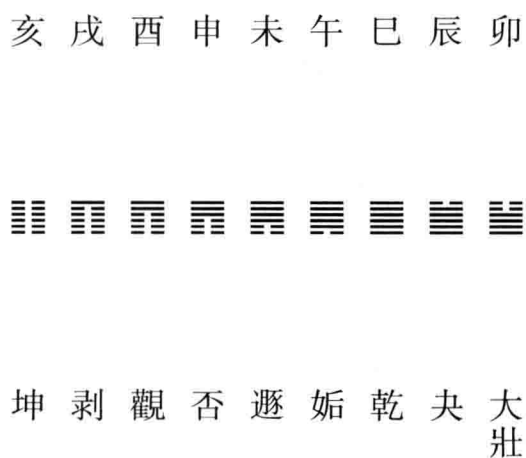 卯 大壯
辰 夬
巳 乾
午 姤
未 遯
申 否
酉 觀
戌 剥
亥 坤